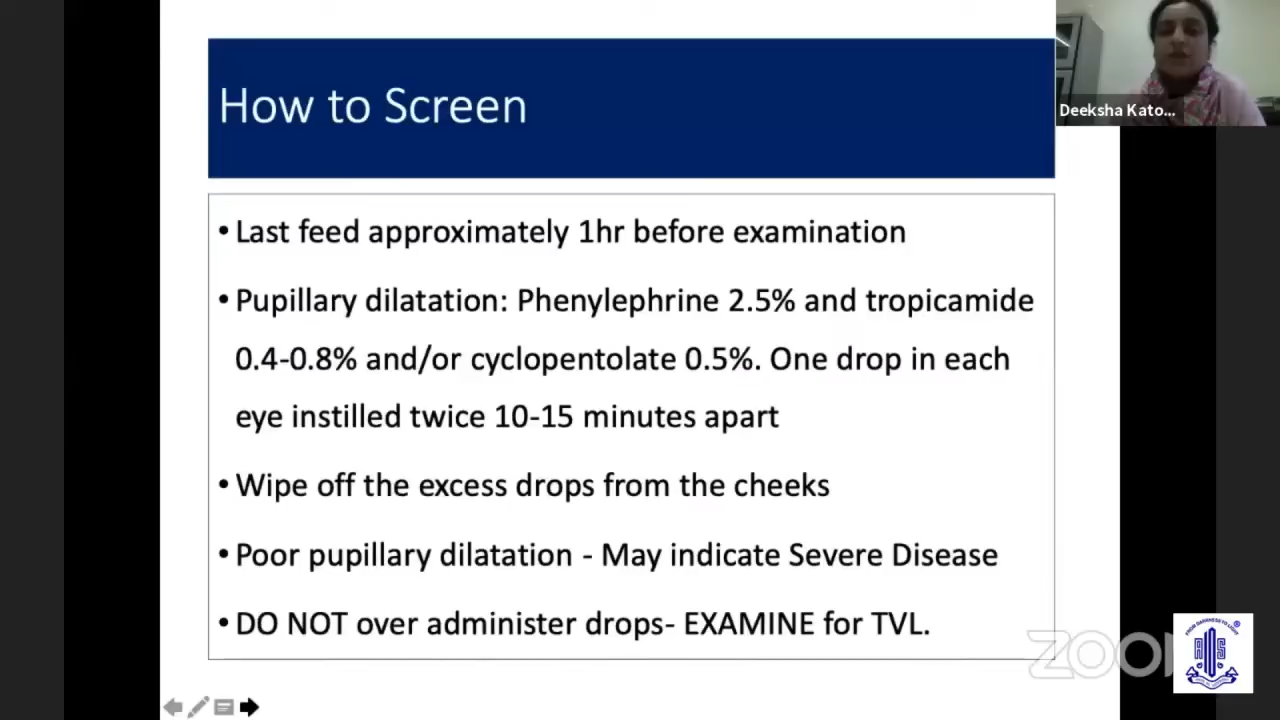 How to Screen
Deeksha Kato...
• Last feed approximately 1hr before examination
• Pupillary dilatation: Phenylephrine 2.5% and tropicamide
0.4-0.8% and/or cyclopentolate 0.5%. One drop in each
eye instilled twice 10-15 minutes apart
• Wipe off the excess drops from the cheeks
• Poor pupillary dilatation - May indicate Severe Disease
• DO NOT over administer drops- EXAMINE for TVL.